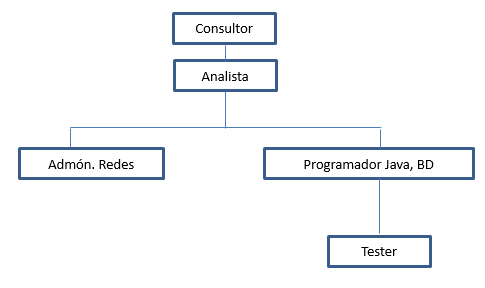 Consultor
Analista
Admón. Redes
Programador Java, BD
Tester